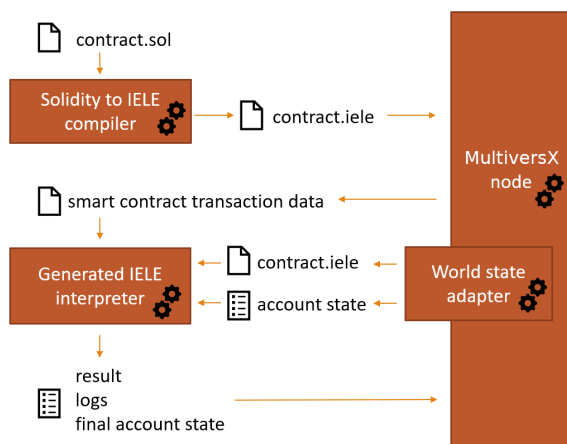 contract.sol
Solidity to IELE
compiler
contract.iele
MultiversX
node
smart contract transaction data
Generated IELE
interpreter
contract.iele
account state
World state
adapter
result
logs
final account state